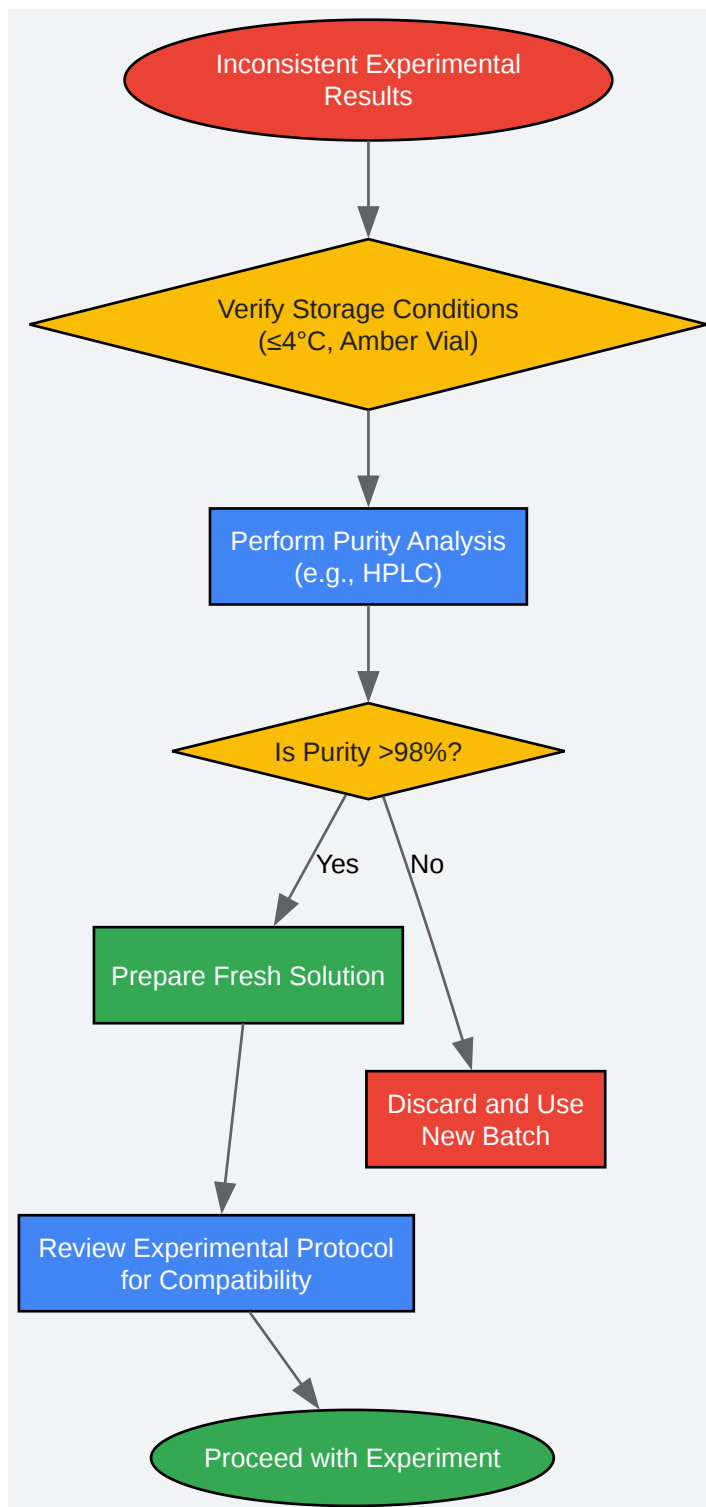 Inconsistent Experimental
Results
Verify Storage Conditions
(≤4°C, Amber Vial)
Perform Purity Analysis
(e.g., HPLC)
Is Purity >98%?
Yes
No
Prepare Fresh Solution
Discard and Use
New Batch
Review Experimental Protocol
for Compatibility
Proceed with Experiment